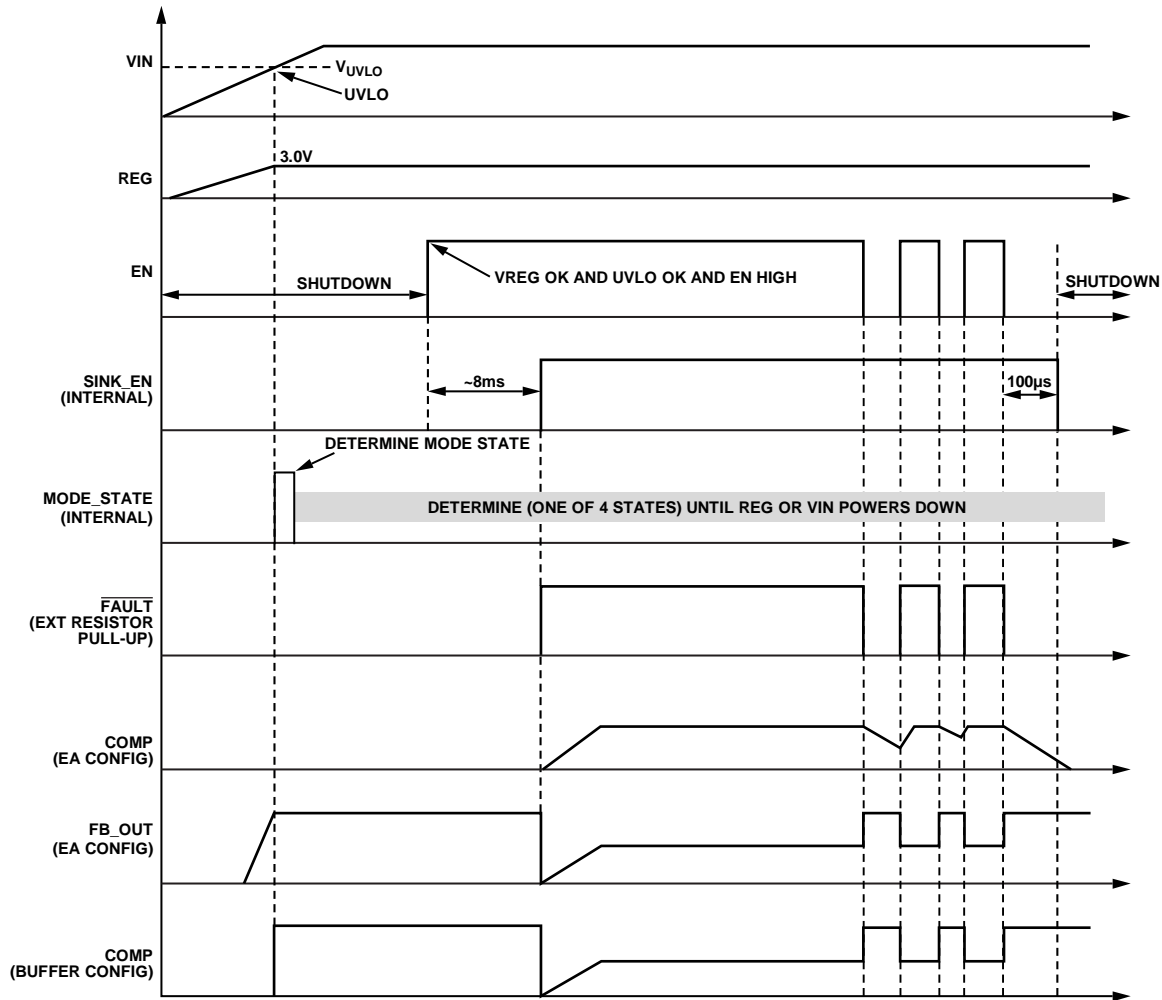 VIN
VUVLO
UVLO
3.0V
REG
EN
SHUTDOWN
VREG OK AND UVLO OK AND EN HIGH
SHUTDOWN
SINK_EN
(INTERNAL)
~8ms
100µs
DETERMINE MODE STATE
MODE_STATE
(INTERNAL)
DETERMINE (ONE OF 4 STATES) UNTIL REG OR VIN POWERS DOWN
FAULT
(EXT RESISTOR
PULL-UP)
COMP
(EA CONFIG)
FB_OUT
(EA CONFIG)
COMP
(BUFFER CONFIG)